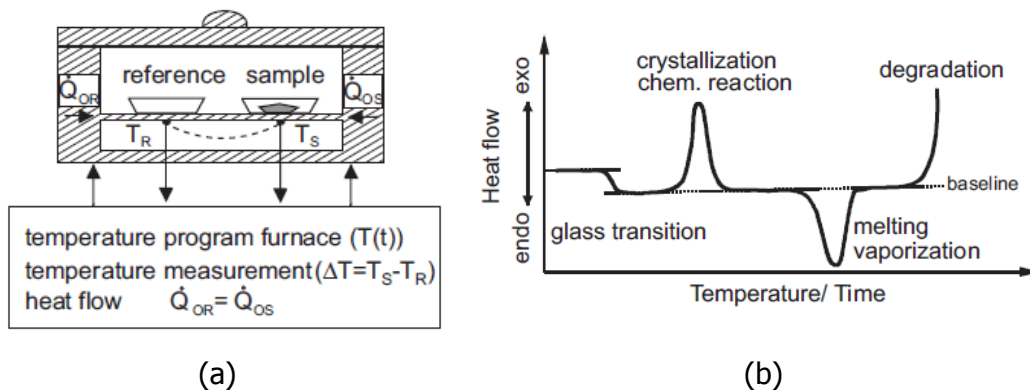 reference sample
Q̇OR Q̇OS
TR TS
temperature program furnace (T(t))
temperature measurement (ΔT=TS-TR)
heat flow Q̇OR= Q̇OS
(a)
exo
Heat flow
endo
crystallization
chem. reaction
degradation
baseline
glass transition
melting
vaporization
Temperature/ Time
(b)